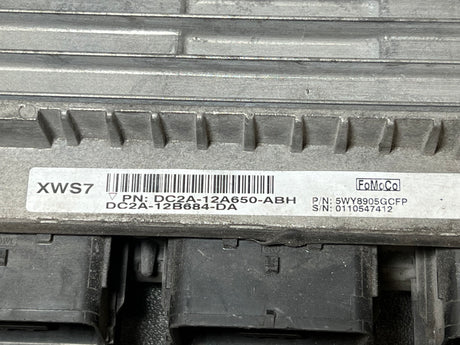 XWS7
PN: DC2A-12A650-ABH
DC2A-12B684-DA
FoMoCo
P/N: 5WY8905GCFP
S/N: 0110547412